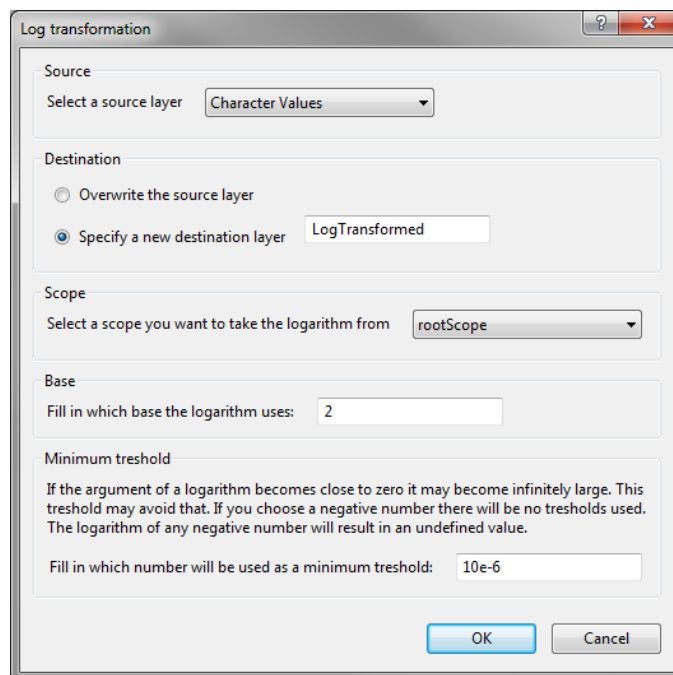 Log transformation
Source
Select a source layer Character Values
Destination
Overwrite the source layer
Specify a new destination layer LogTransformed
Scope
Select a scope you want to take the logarithm from rootScope
Base
Fill in which base the logarithm uses: 2
Minimum treshold
If the argument of a logarithm becomes close to zero it may become infinitely large. This
treshold may avoid that. If you choose a negative number there will be no tresholds used.
The logarithm of any negative number will result in an undefined value.
Fill in which number will be used as a minimum treshold: 10e-6
OK Cancel